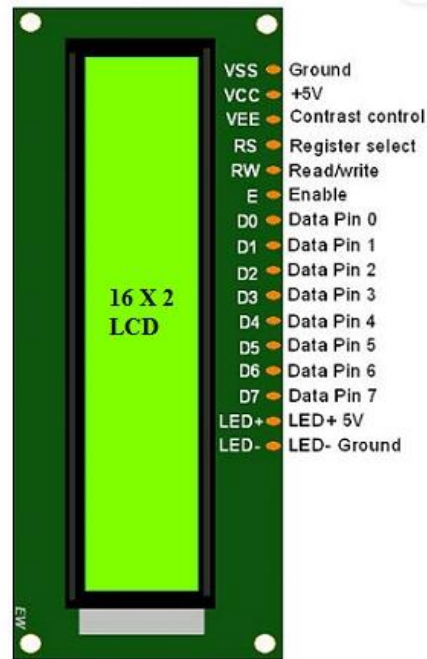 VSS Ground
VCC +5V
VEE Contrast control
RS Register select
RW Read/write
E Enable
D0 Data Pin 0
D1 Data Pin 1
D2 Data Pin 2
D3 Data Pin 3
D4 Data Pin 4
D5 Data Pin 5
D6 Data Pin 6
D7 Data Pin 7
LED+ LED+ 5V
LED- LED- Ground
16 X 2
LCD
EW